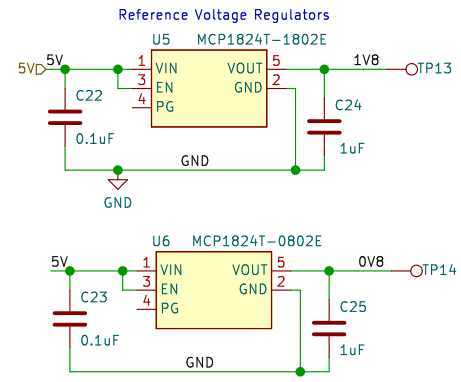 Reference Voltage Regulators
U5 MCP1824T-1802E
5V 5V 1 VIN VOUT 5 1V8 TP13
3 EN GND 2
4 PG
C22 C24
0.1uF 1uF
GND
GND
U6 MCP1824T-0802E
5V 1 VIN VOUT 5 0V8 TP14
3 EN GND 2
4 PG
C23 C25
0.1uF 1uF
GND